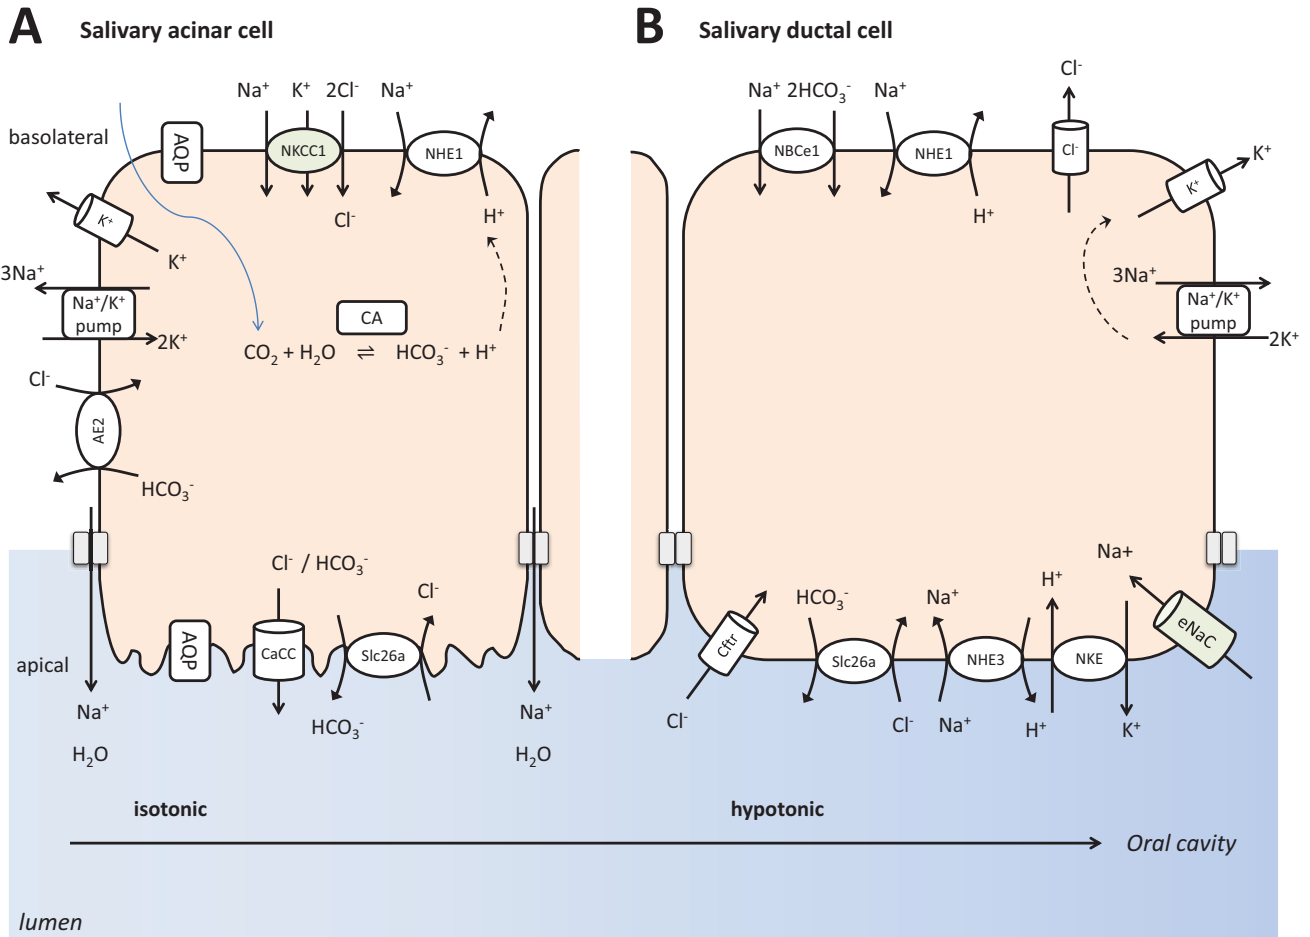 A Salivary acinar cell
B Salivary ductal cell
Na⁺ K⁺ 2Cl⁻ Na⁺
basolateral
AQP
NKCC1
NHE1
Cl⁻
H⁺
K⁺
K⁺
3Na⁺
Na⁺/K⁺
pump
2K⁺
CA
CO₂ + H₂O ⇌ HCO₃⁻ + H⁺
Cl⁻
AE2
HCO₃⁻
Cl⁻ / HCO₃⁻
Cl⁻
AQP
CaCC
Slc26a
apical
HCO₃⁻
Na⁺
H₂O
Na⁺
H₂O
Cl⁻
Na⁺ 2HCO₃⁻ Na⁺
NBCe1
NHE1
Cl⁻
K⁺
K⁺
H⁺
3Na⁺
Na⁺/K⁺
pump
2K⁺
Na+
H⁺
HCO₃⁻
Na⁺
Cftr
Slc26a
NHE3
NKE
eNaC
Cl⁻
Cl⁻
Na⁺
H⁺
K⁺
isotonic
hypotonic
Oral cavity
lumen